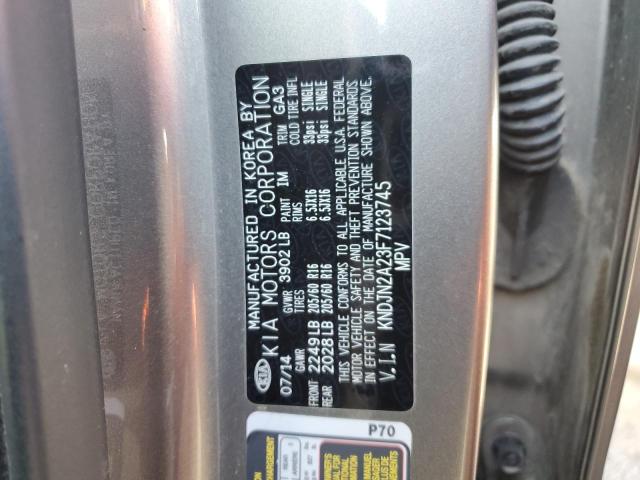 MANUFACTURED IN KOREA BY
KIA KIA MOTORS CORPORATION
07/14 GVWR 3902 LB PAINT IM TRIM GA3
GAWR TIRES RIMS COLD TIRE INFL
FRONT 2249 LB 205/60 R16 6.5JX16 33psi SINGLE
REAR 2028 LB 205/60 R16 6.5JX16 33psi SINGLE
THIS VEHICLE CONFORMS TO ALL APPLICABLE U.S.A. FEDERAL
MOTOR VEHICLE SAFETY AND THEFT PREVENTION STANDARDS
IN EFFECT ON THE DATE OF MANUFACTURE SHOWN ABOVE.
V.I.N KNDJN2A23F7123745
MPV
P70